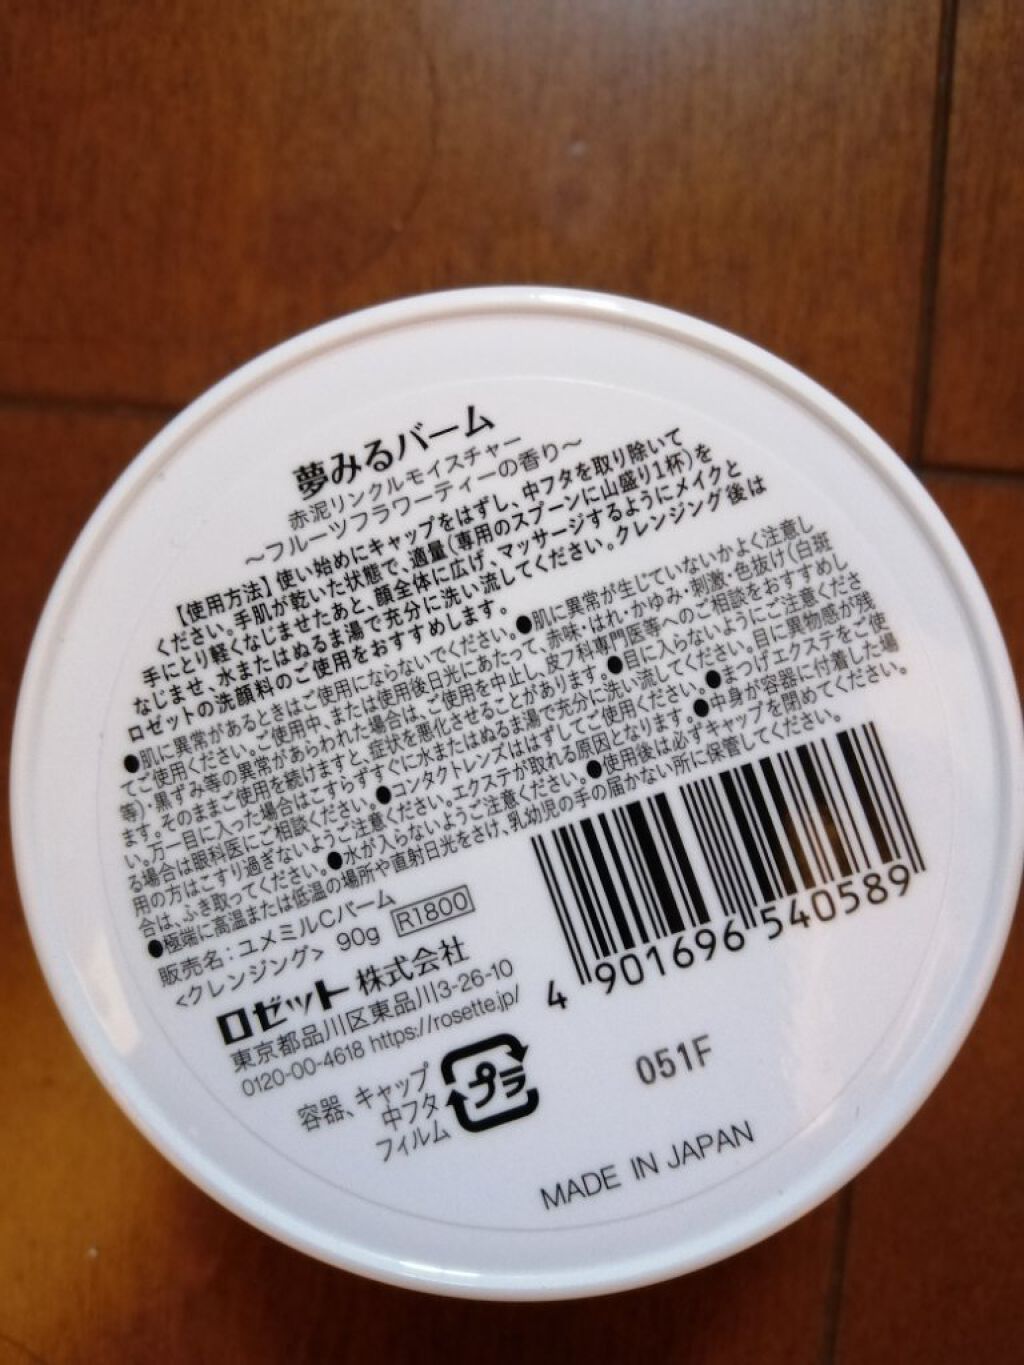 夢みるバーム
赤泥リンクルモイスチャー
～フルーツフラワーティーの香り～
【使用方法】使い始めにキャップをはずし、中フタを取り除いて
ください。手肌が乾いた状態で、適量(専用のスプーンに山盛り1杯)を
手にとり軽くなじませたあと、顔全体に広げ、マッサージするようにメイクと
なじませ、水またはぬるま湯で充分に洗い流してください。クレンジング後は
ロゼットの洗顔料のご使用をおすすめします。
●肌に異常があるときはご使用にならないでください。●肌に異常が生じていないかよく注意し
てご使用ください。ご使用中、または使用後日光にあたって、赤味・はれ・かゆみ・刺激・色抜け(白斑
等)・黒ずみ等の異常があらわれた場合は、ご使用を中止し、皮フ科専門医等へのご相談をおすすめし
ます。そのままご使用を続けますと、症状を悪化させることがあります。●目に入らないようにご注意くださ
い。万一目に入った場合はこすらずすぐに水またはぬるま湯で充分に洗い流してください。目に異物感が残
る場合は眼科医にご相談ください。●コンタクトレンズははずしてご使用ください。●まつげエクステをご使
用の方はこすり過ぎないようご注意ください。エクステが取れる原因となります。●中身が容器に付着した場
合は、ふき取ってください。●水が入らないようご注意ください。●使用後は必ずキャップを閉めてください。
●極端に高温または低温の場所や直射日光をさけ、乳幼児の手の届かない所に保管してください。
販売名：ユメミルCバーム
<クレンジング> 90g R1800
ロゼット株式会社
東京都品川区東品川3-26-10
0120-00-4618 https://rosette.jp/
容器、キャップ
中フタ
フィルム
プラ
4 901696 540589
051F
MADE IN JAPAN